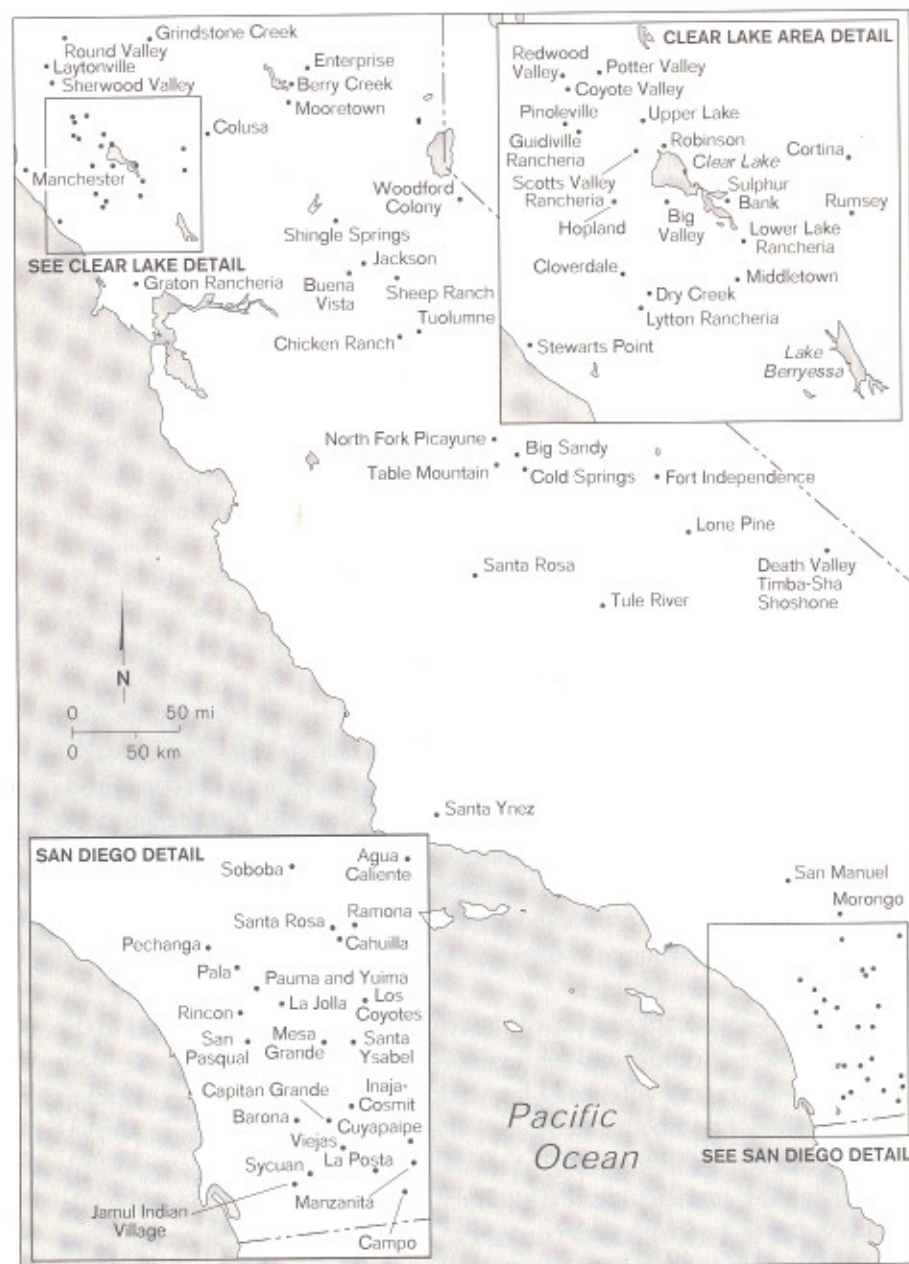 Grindstone Creek
Round Valley
Laytonville
Sherwood Valley
Enterprise
Berry Creek
Mooretown
Colusa
Manchester
SEE CLEAR LAKE DETAIL
Woodford
Colony
Shingle Springs
Jackson
Buena
Vista
Sheep Ranch
Graton Rancheria
Tuolumne
Chicken Ranch
CLEAR LAKE AREA DETAIL
Redwood
Valley
Potter Valley
Coyote Valley
Pinoleville
Upper Lake
Guidiville
Rancheria
Robinson
Clear Lake
Cortina
Scotts Valley
Rancheria
Sulphur
Bank
Rumsey
Hopland
Big
Valley
Lower Lake
Rancheria
Cloverdale
Middletown
Dry Creek
Lytton Rancheria
Stewarts Point
Lake
Berryessa
North Fork Picayune
Big Sandy
Table Mountain
Cold Springs
Fort Independence
Lone Pine
Santa Rosa
Death Valley
Timba-Sha
Shoshone
Tule River
N
0 50 mi
0 50 km
Santa Ynez
San Manuel
Morongo
SAN DIEGO DETAIL
Soboba
Agua
Caliente
Santa Rosa
Ramona
Cahuilla
Pechanga
Pala
Pauma and Yuima
La Jolla
Los
Coyotes
Rincon
San
Pasqual
Mesa
Grande
Santa
Ysabel
Capitan Grande
Inaja-
Cosmit
Barona
Cuyapaipe
Viejas
La Posta
Sycuan
Manzanita
Jamul Indian
Village
Campo
Pacific
Ocean
SEE SAN DIEGO DETAIL